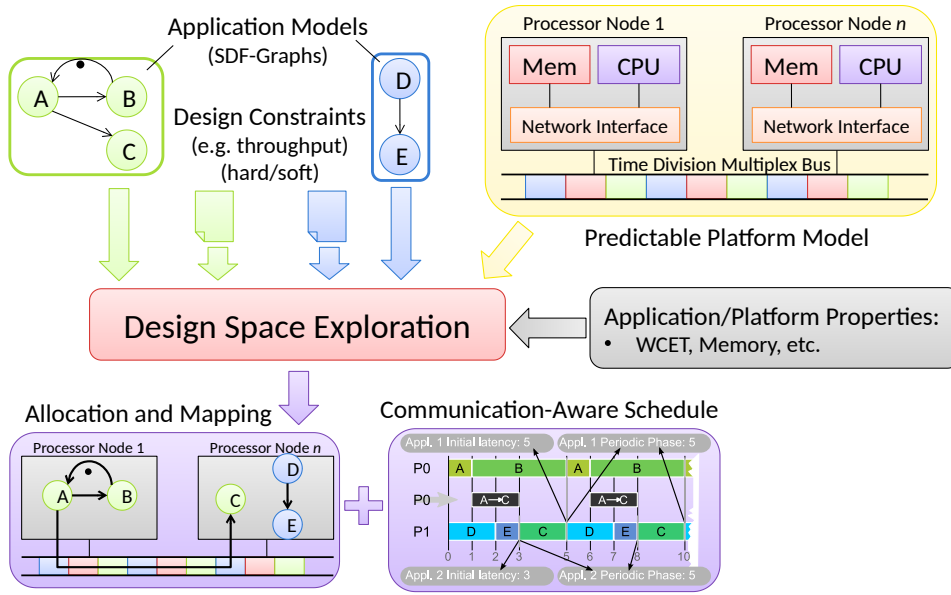 Application Models
(SDF-Graphs)
A
B
C
D
E
Design Constraints
(e.g. throughput)
(hard/soft)
Processor Node 1
Processor Node n
Mem
CPU
Network Interface
Mem
CPU
Network Interface
Time Division Multiplex Bus
Predictable Platform Model
Design Space Exploration
Application/Platform Properties:
• WCET, Memory, etc.
Allocation and Mapping
Processor Node 1
Processor Node n
A
B
C
D
E
Communication-Aware Schedule
Appl. 1 Initial latency: 5
Appl. 1 Periodic Phase: 5
P0
A
B
A
B
P0
A→C
A→C
P1
D
E
C
D
E
C
0 1 2 3 5 6 7 8 10
Appl. 2 Initial latency: 3
Appl. 2 Periodic Phase: 5